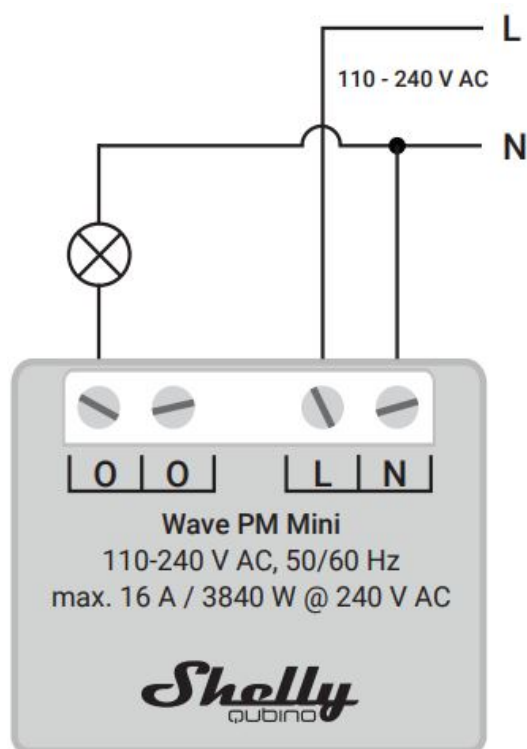 L
110 - 240 V AC
N
O O L N
Wave PM Mini
110-240 V AC, 50/60 Hz
max. 16 A / 3840 W @ 240 V AC
Shelly
qubino